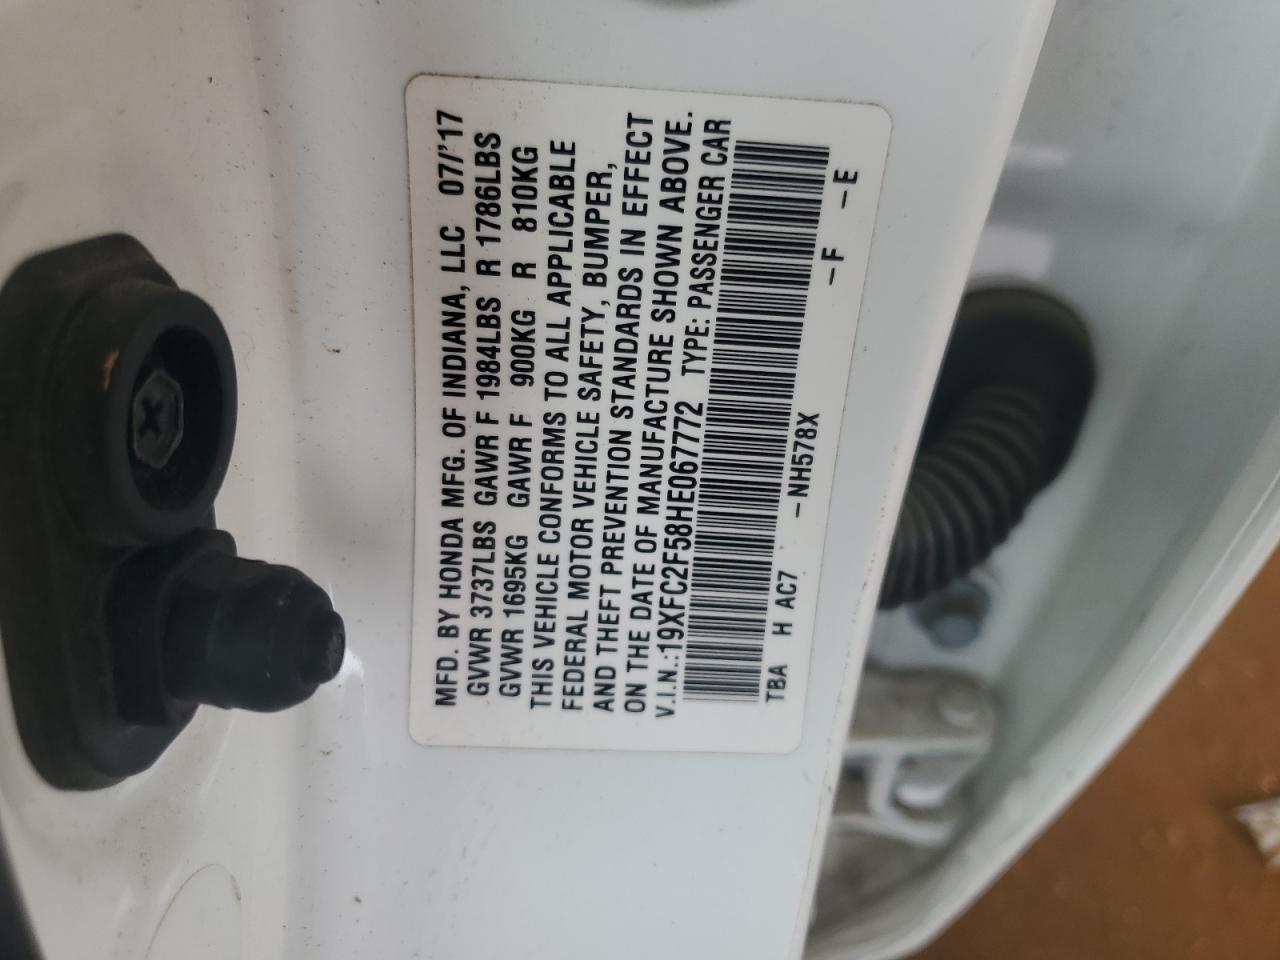 MFD. BY HONDA MFG. OF INDIANA, LLC 07/'17
GVWR 3737LBS GAWR F 1984LBS R 1786LBS
GVWR 1695KG GAWR F 900KG R 810KG
THIS VEHICLE CONFORMS TO ALL APPLICABLE
FEDERAL MOTOR VEHICLE SAFETY, BUMPER,
AND THEFT PREVENTION STANDARDS IN EFFECT
ON THE DATE OF MANUFACTURE SHOWN ABOVE.
V.I.N.:19XFC2F58HE067772 TYPE: PASSENGER CAR
TBA H AC7 -NH578X -F -E